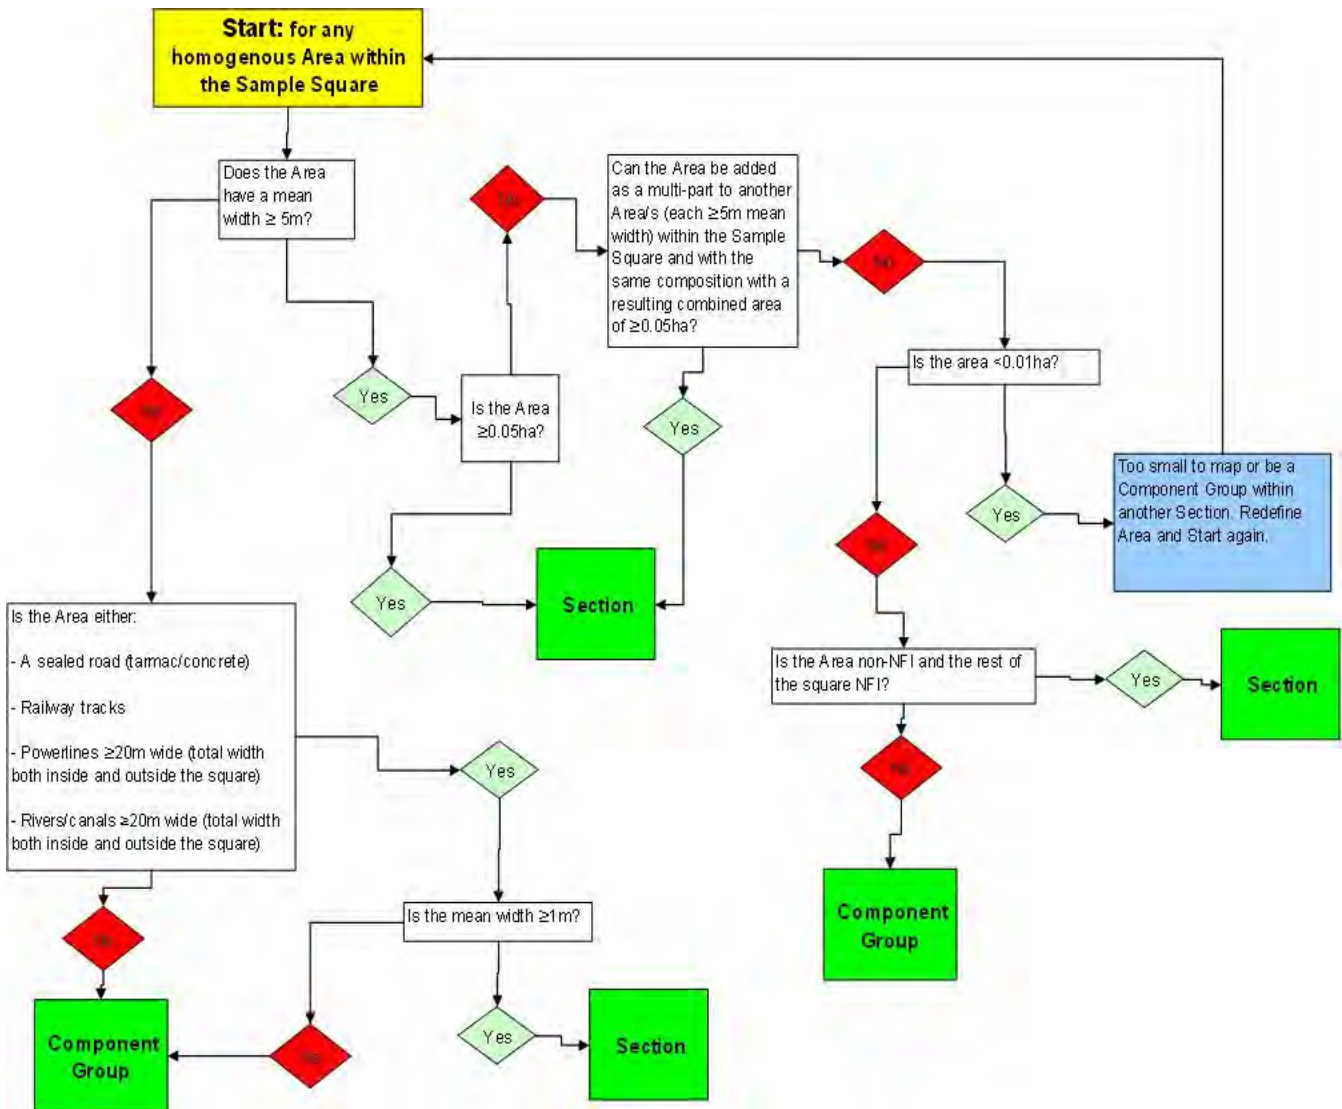 Start: for any
homogenous Area within
the Sample Square
Does the Area
have a mean
width ≥ 5m?
No
Can the Area be added
as a multi-part to another
Area/s (each ≥5m mean
width) within the Sample
Square and with the
same composition with a
resulting combined area
of ≥0.05ha?
No
Is the area <0.01ha?
No
Yes
Is the Area
≥0.05ha?
Yes
Too small to map or be a
Component Group within
another Section. Redefine
Area and Start again.
Yes
No
Yes
Section
Is the Area either:
- A sealed road (tarmac/concrete)
- Railway tracks
- Powerlines ≥20m wide (total width
both inside and outside the square)
- Rivers/canals ≥20m wide (total width
both inside and outside the square)
Is the Area non-NFI and the rest of
the square NFI?
Yes
Section
Yes
No
Component
Group
Is the mean width ≥1m?
No
Component
Group
No
Yes
Section